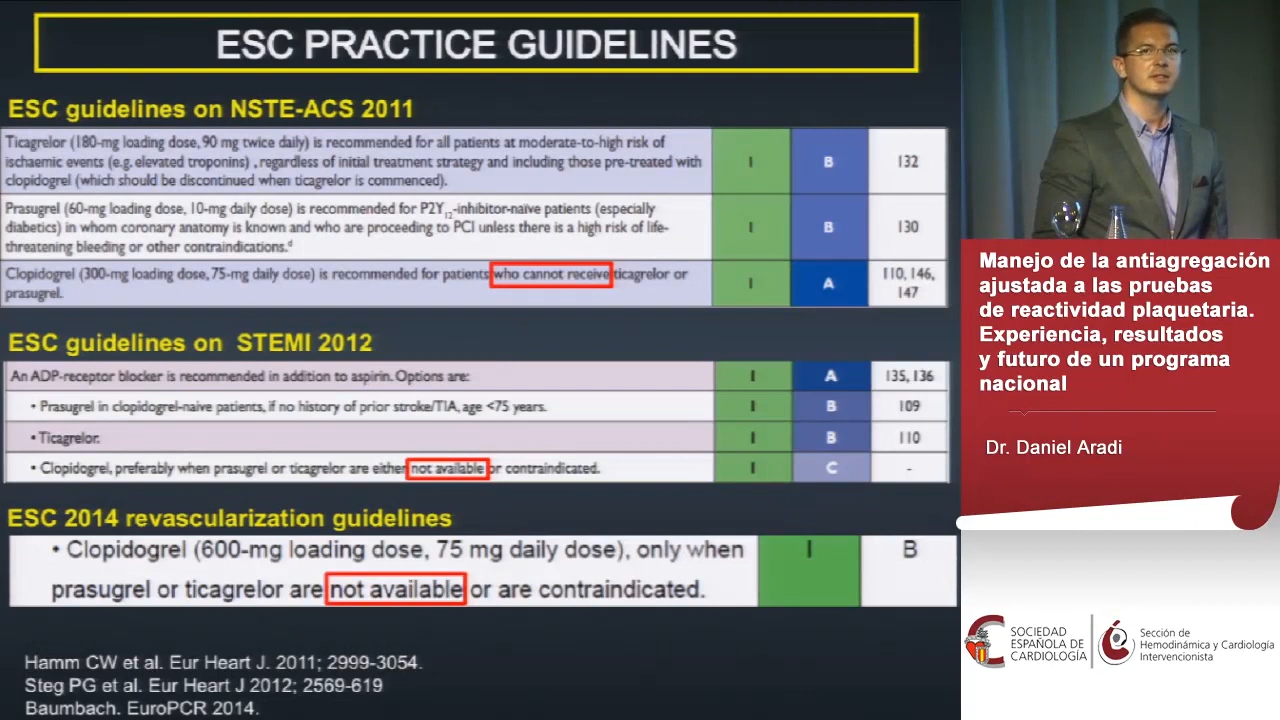 ESC PRACTICE GUIDELINES
ESC guidelines on NSTE-ACS 2011
Ticagrelor (180-mg loading dose, 90 mg twice daily) is recommended for all patients at moderate-to-high risk of
ischaemic events (e.g. elevated troponins) , regardless of initial treatment strategy and including those pre-treated with
clopidogrel (which should be discontinued when ticagrelor is commenced).
I
B
132
Prasugrel (60-mg loading dose, 10-mg daily dose) is recommended for P2Y12-inhibitor-naïve patients (especially
diabetics) in whom coronary anatomy is known and who are proceeding to PCI unless there is a high risk of life-
threatening bleeding or other contraindications.d
I
B
130
Clopidogrel (300-mg loading dose, 75-mg daily dose) is recommended for patients who cannot receive ticagrelor or
prasugrel.
I
A
110, 146,
147
ESC guidelines on STEMI 2012
An ADP-receptor blocker is recommended in addition to aspirin. Options are:
I
A
135, 136
• Prasugrel in clopidogrel-naive patients, if no history of prior stroke/TIA, age <75 years.
I
B
109
• Ticagrelor.
I
B
110
• Clopidogrel, preferably when prasugrel or ticagrelor are either not available or contraindicated.
I
C
-
ESC 2014 revascularization guidelines
• Clopidogrel (600-mg loading dose, 75 mg daily dose), only when
prasugrel or ticagrelor are not available or are contraindicated.
I
B
Hamm CW et al. Eur Heart J. 2011; 2999-3054.
Steg PG et al. Eur Heart J 2012; 2569-619
Baumbach. EuroPCR 2014.
Manejo de la antiagregación
ajustada a las pruebas
de reactividad plaquetaria.
Experiencia, resultados
y futuro de un programa
nacional
Dr. Daniel Aradi
SOCIEDAD
ESPAÑOLA DE
CARDIOLOGÍA
Sección de
Hemodinámica y Cardiología
Intervencionista